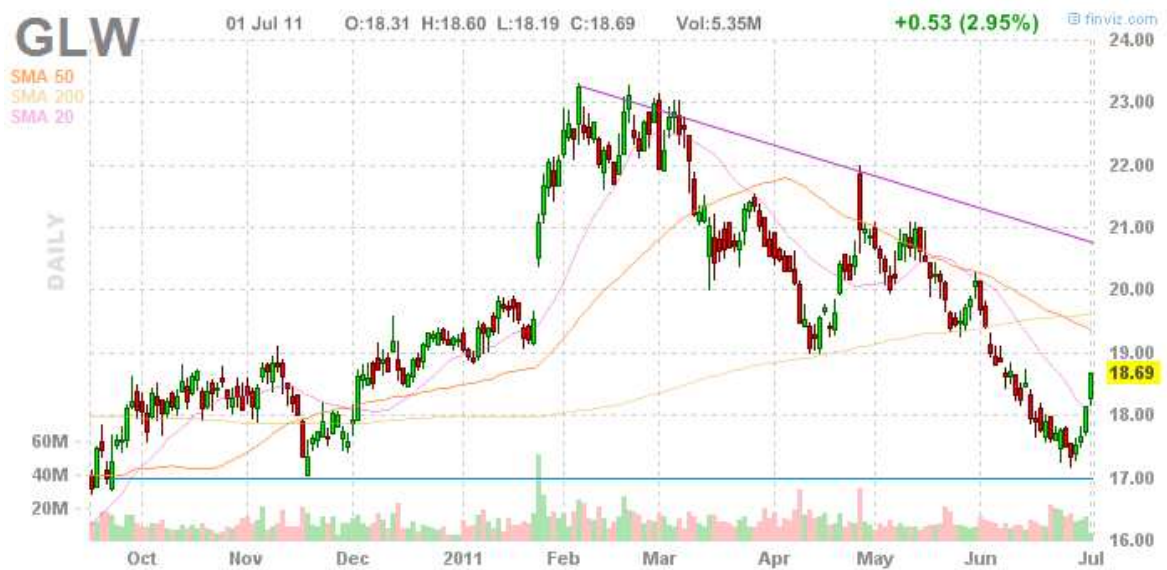 GLW
01 Jul 11 O:18.31 H:18.60 L:18.19 C:18.69 Vol:5.35M +0.53 (2.95%) © finviz.com
SMA 50
SMA 200
SMA 20
DAILY
24.00
23.00
22.00
21.00
20.00
19.00
18.69
18.00
17.00
16.00
60M
40M
20M
Oct Nov Dec 2011 Feb Mar Apr May Jun Jul